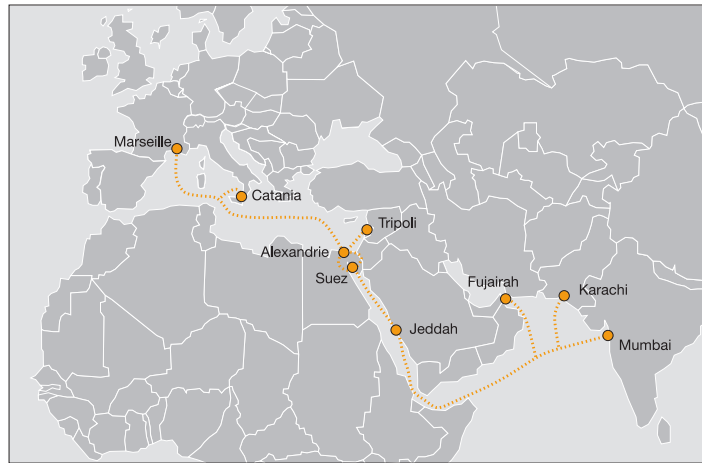 Marseille
Catania
Tripoli
Alexandrie
Suez
Fujairah
Karachi
Jeddah
Mumbai